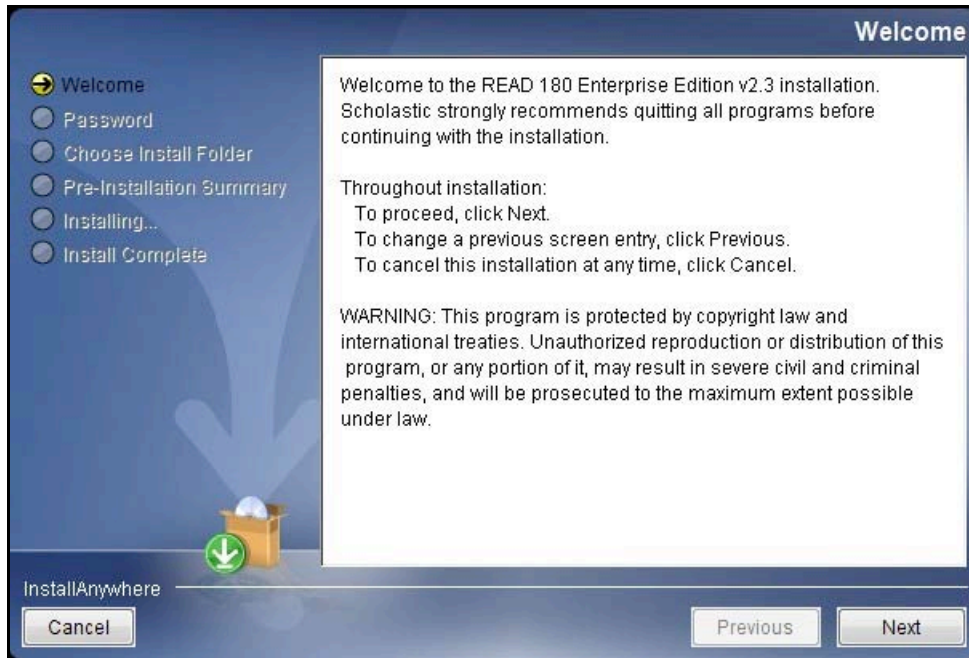 Welcome
Welcome
Password
Choose Install Folder
Pre-Installation Summary
Installing...
Install Complete
Welcome to the READ 180 Enterprise Edition v2.3 installation.
Scholastic strongly recommends quitting all programs before
continuing with the installation.
Throughout installation:
To proceed, click Next.
To change a previous screen entry, click Previous.
To cancel this installation at any time, click Cancel.
WARNING: This program is protected by copyright law and
international treaties. Unauthorized reproduction or distribution of this
program, or any portion of it, may result in severe civil and criminal
penalties, and will be prosecuted to the maximum extent possible
under law.
InstallAnywhere
Cancel
Previous
Next